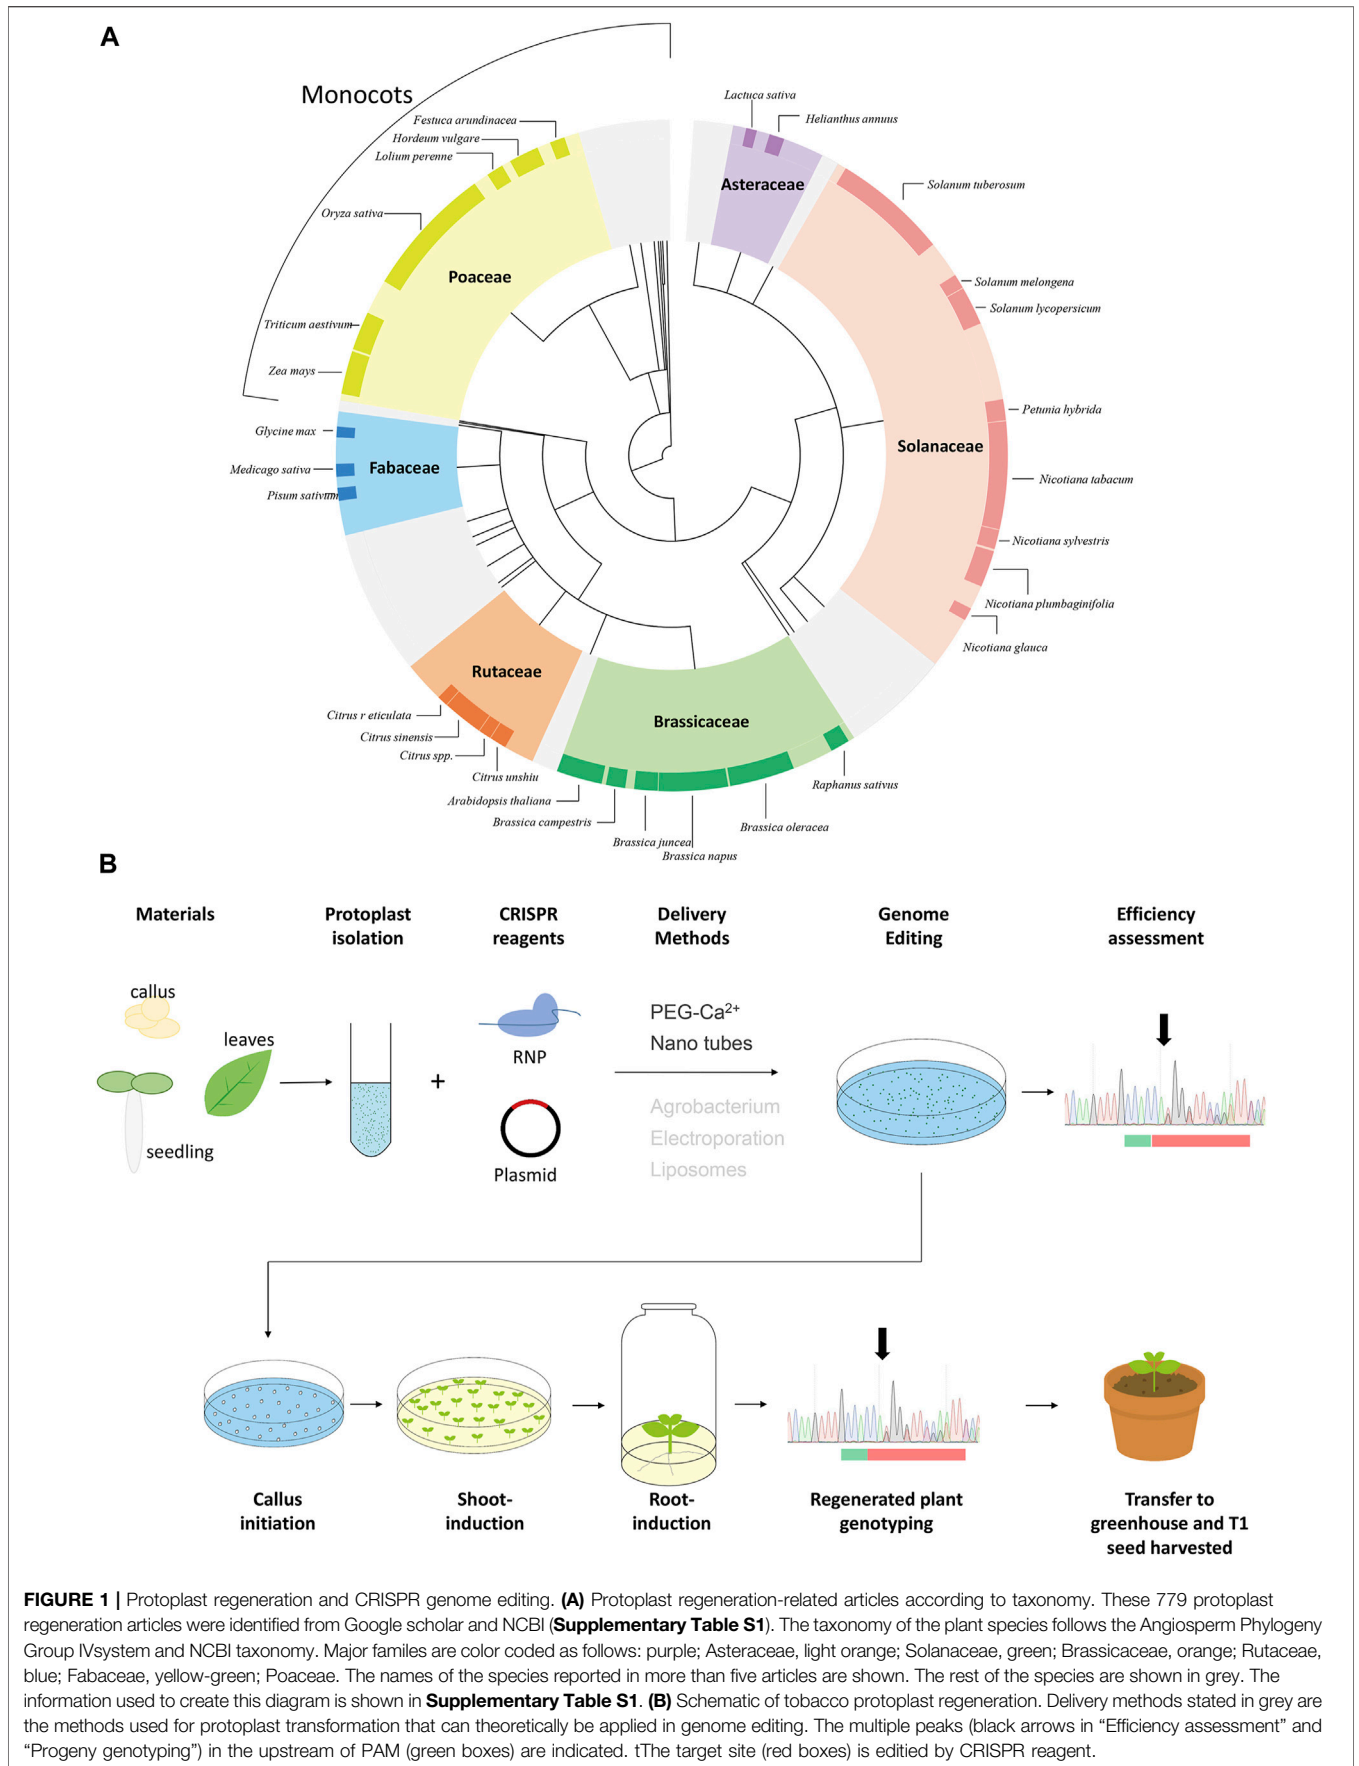 A
Monocots
Festuca arundinacea
Hordeum vulgare
Lolium perenne
Oryza sativa
Triticum aestivum
Zea mays
Poaceae
Lactuca sativa
Helianthus annuus
Asteraceae
Solanum tuberosum
Solanum melongena
Solanum lycopersicum
Petunia hybrida
Solanaceae
Nicotiana tabacum
Nicotiana sylvestris
Nicotiana plumbaginifolia
Nicotiana glauca
Glycine max
Medicago sativa
Pisum sativum
Fabaceae
Rutaceae
Citrus r eticulata
Citrus sinensis
Citrus spp.
Citrus unshiu
Brassicaceae
Arabidopsis thaliana
Brassica campestris
Brassica juncea
Brassica napus
Brassica oleracea
Raphanus sativus
B
Materials
Protoplast
isolation
CRISPR
reagents
Delivery
Methods
Genome
Editing
Efficiency
assessment
callus
leaves
seedling
+
RNP
Plasmid
PEG-Ca²⁺
Nano tubes
Agrobacterium
Electroporation
Liposomes
Callus
initiation
Shoot-
induction
Root-
induction
Regenerated plant
genotyping
Transfer to
greenhouse and T1
seed harvested
FIGURE 1 | Protoplast regeneration and CRISPR genome editing. (A) Protoplast regeneration-related articles according to taxonomy. These 779 protoplast
regeneration articles were identified from Google scholar and NCBI (Supplementary Table S1). The taxonomy of the plant species follows the Angiosperm Phylogeny
Group IVsystem and NCBI taxonomy. Major familes are color coded as follows: purple; Asteraceae, light orange; Solanaceae, green; Brassicaceae, orange; Rutaceae,
blue; Fabaceae, yellow-green; Poaceae. The names of the species reported in more than five articles are shown. The rest of the species are shown in grey. The
information used to create this diagram is shown in Supplementary Table S1. (B) Schematic of tobacco protoplast regeneration. Delivery methods stated in grey are
the methods used for protoplast transformation that can theoretically be applied in genome editing. The multiple peaks (black arrows in “Efficiency assessment” and
“Progeny genotyping”) in the upstream of PAM (green boxes) are indicated. tThe target site (red boxes) is editied by CRISPR reagent.